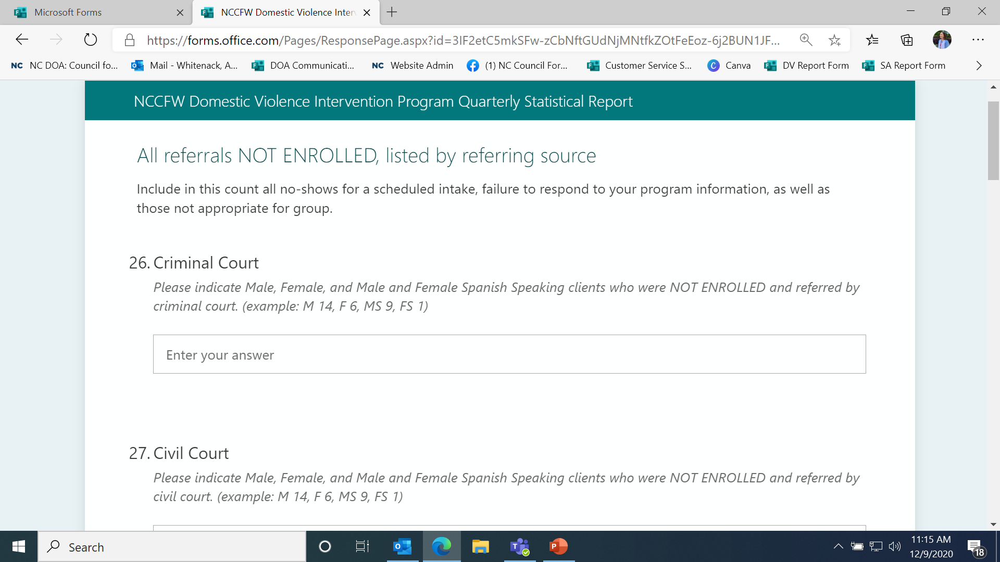 Microsoft Forms
NCCFW Domestic Violence Inter
https://forms.office.com/Pages/ResponsePage.aspx?id=3IF2etC5mkSFw-zCbNftGUdNjMNtfkZOtFeEoz-6j2BUN1JF...
NC NC DOA: Council fo...
Mail - Whitenack, A...
DOA Communicati...
NC Website Admin
(1) NC Council For...
Customer Service S...
Canva
DV Report Form
SA Report Form
NCCFW Domestic Violence Intervention Program Quarterly Statistical Report
All referrals NOT ENROLLED, listed by referring source
Include in this count all no-shows for a scheduled intake, failure to respond to your program information, as well as
those not appropriate for group.
26. Criminal Court
Please indicate Male, Female, and Male and Female Spanish Speaking clients who were NOT ENROLLED and referred by
criminal court. (example: M 14, F 6, MS 9, FS 1)
Enter your answer
27. Civil Court
Please indicate Male, Female, and Male and Female Spanish Speaking clients who were NOT ENROLLED and referred by
civil court. (example: M 14, F 6, MS 9, FS 1)
Search
11:15 AM
12/9/2020
18